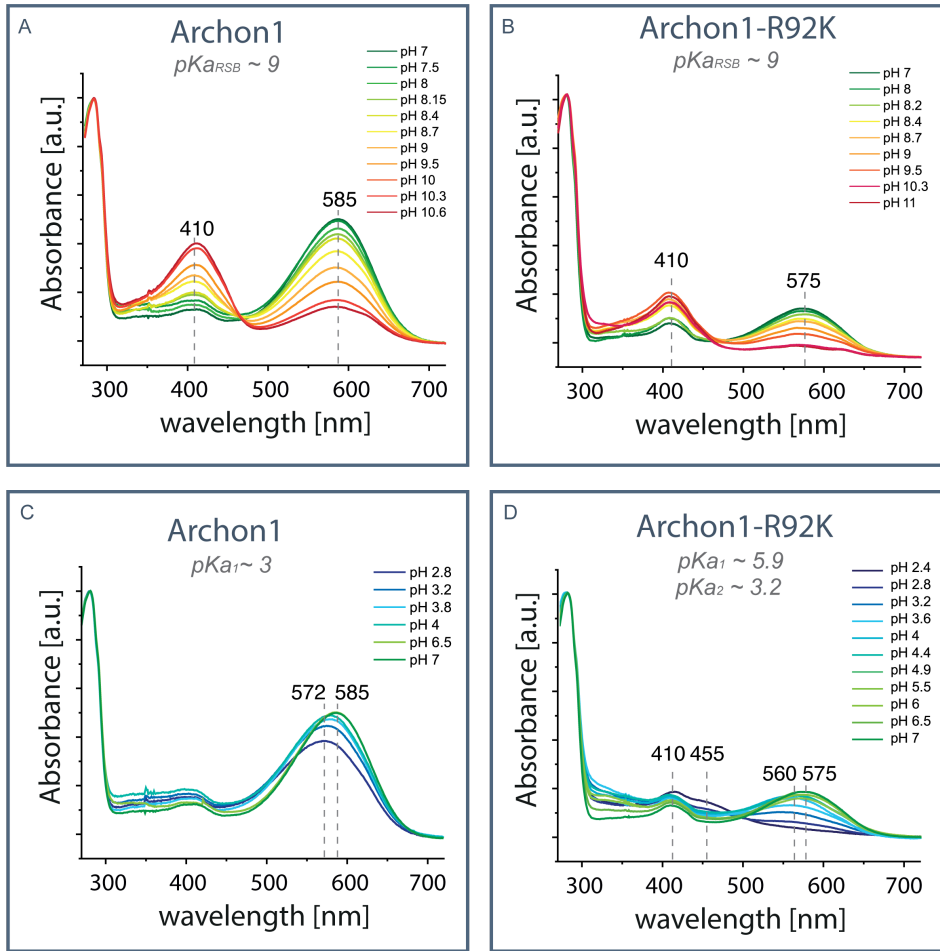 A
Archon1
pKaRSB ~ 9
pH 7
pH 7.5
pH 8
pH 8.15
pH 8.4
pH 8.7
pH 9
pH 9.5
pH 10
pH 10.3
pH 10.6
410
585
Absorbance [a.u.]
300 400 500 600 700
wavelength [nm]
B
Archon1-R92K
pKaRSB ~ 9
pH 7
pH 8
pH 8.2
pH 8.4
pH 8.7
pH 9
pH 9.5
pH 10.3
pH 11
410
575
Absorbance [a.u.]
300 400 500 600 700
wavelength [nm]
C
Archon1
pKa1~ 3
pH 2.8
pH 3.2
pH 3.8
pH 4
pH 6.5
pH 7
572 585
Absorbance [a.u.]
300 400 500 600 700
wavelength [nm]
D
Archon1-R92K
pKa1 ~ 5.9
pKa2 ~ 3.2
pH 2.4
pH 2.8
pH 3.2
pH 3.6
pH 4
pH 4.4
pH 4.9
pH 5.5
pH 6
pH 6.5
pH 7
410 455
560 575
Absorbance [a.u.]
300 400 500 600 700
wavelength [nm]